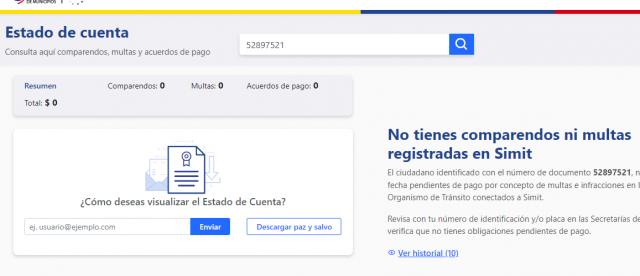 DE MUNICIPIOS
Estado de cuenta
Consulta aquí comparendos, multas y acuerdos de pago
52897521
Resumen Comparendos: 0 Multas: 0 Acuerdos de pago: 0
Total: $ 0
No tienes comparendos ni multas
registradas en Simit
El ciudadano identificado con el número de documento 52897521, n
fecha pendientes de pago por concepto de multas e infracciones en l
Organismo de Tránsito conectados a Simit.
Revisa con tu número de identificación y/o placa en las Secretarías de
verifica que no tienes obligaciones pendientes de pago.
Ver historial (10)
¿Cómo deseas visualizar el Estado de Cuenta?
ej. usuario@ejemplo.com Enviar Descargar paz y salvo